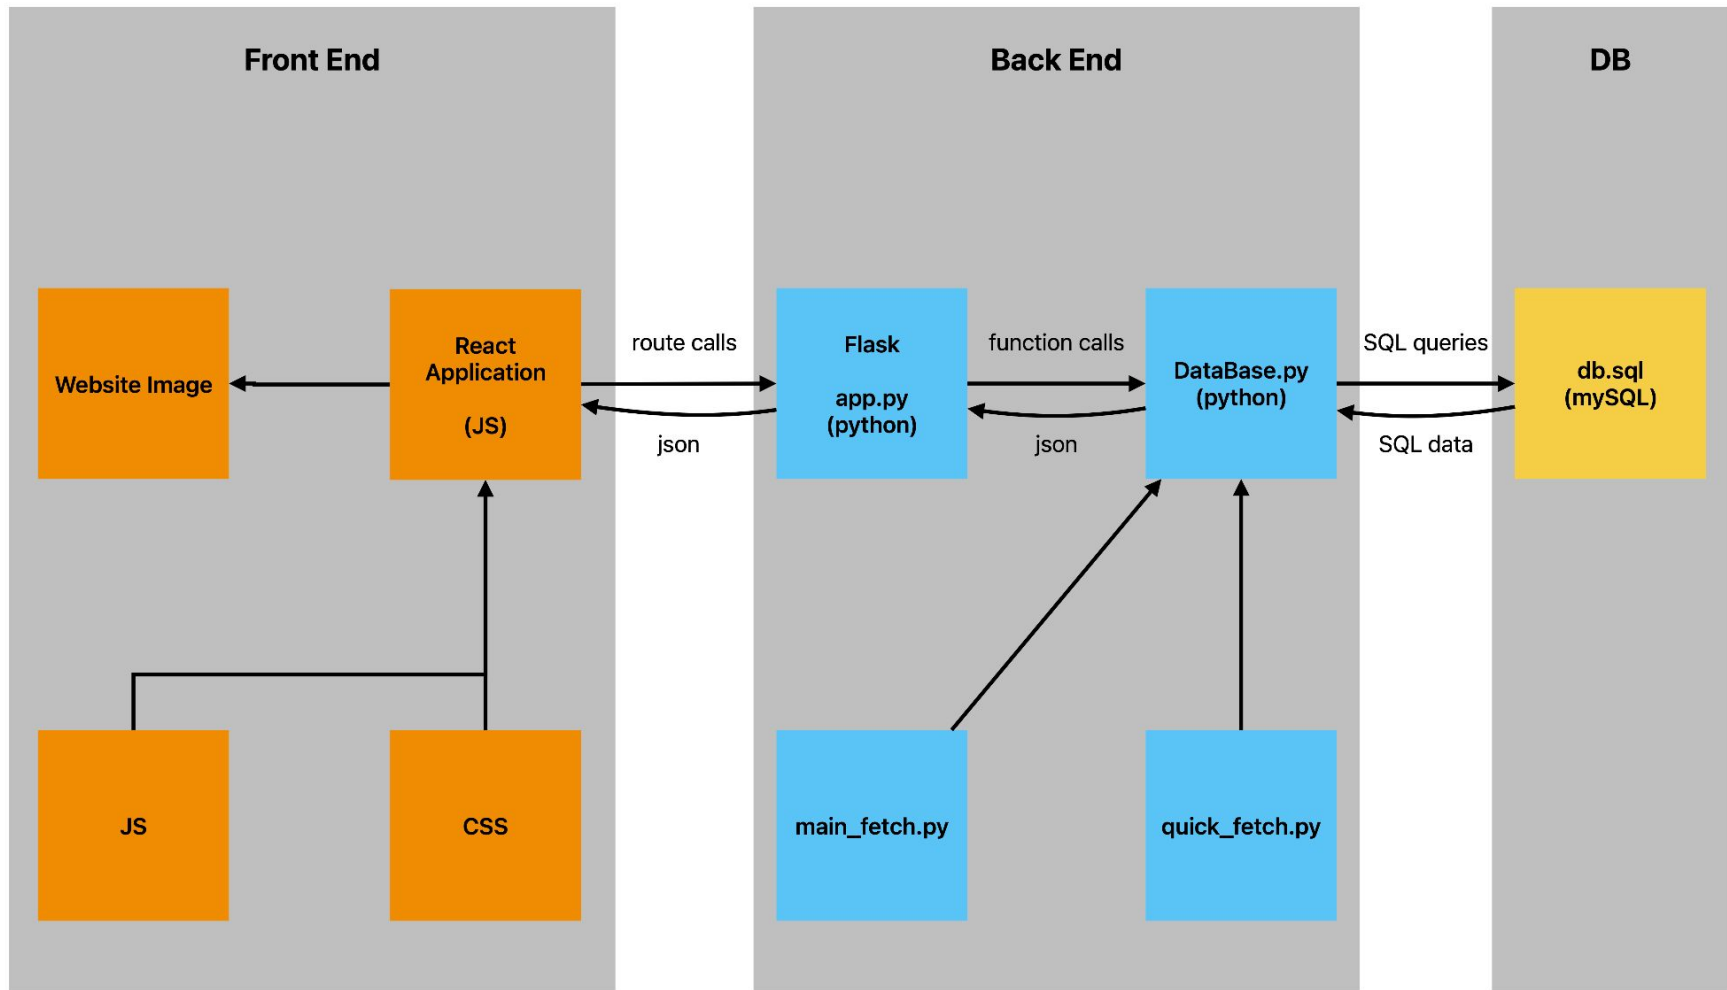 Front End
Back End
DB
Website Image
React
Application
(JS)
route calls
json
Flask
app.py
(python)
function calls
json
DataBase.py
(python)
SQL queries
SQL data
db.sql
(mySQL)
JS
CSS
main_fetch.py
quick_fetch.py